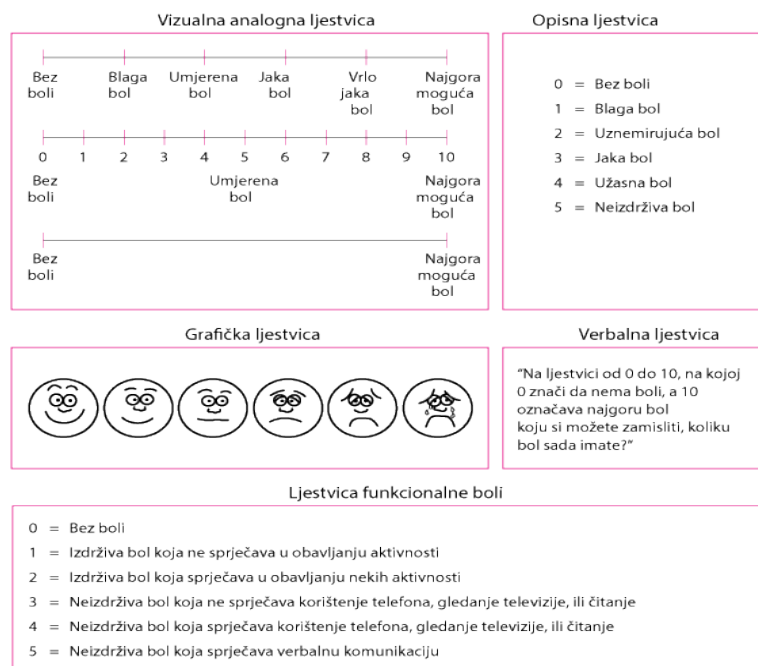 Vizualna analogna ljestvica
Bez boli
Blaga bol
Umjerena bol
Jaka bol
Vrlo jaka bol
Najgora moguća bol
0 1 2 3 4 5 6 7 8 9 10
Bez boli
Umjerena bol
Najgora moguća bol
Bez boli
Najgora moguća bol
Opisna ljestvica
0 = Bez boli
1 = Blaga bol
2 = Uznemirujuća bol
3 = Jaka bol
4 = Užasna bol
5 = Neizdrživa bol
Grafička ljestvica
Verbalna ljestvica
“Na ljestvici od 0 do 10, na kojoj
0 znači da nema boli, a 10
označava najgoru bol
koju si možete zamisliti, koliku
bol sada imate?”
Ljestvica funkcionalne boli
0 = Bez boli
1 = Izdrživa bol koja ne sprječava u obavljanju aktivnosti
2 = Izdrživa bol koja sprječava u obavljanju nekih aktivnosti
3 = Neizdrživa bol koja ne sprječava korištenje telefona, gledanje televizije, ili čitanje
4 = Neizdrživa bol koja sprječava korištenje telefona, gledanje televizije, ili čitanje
5 = Neizdrživa bol koja sprječava verbalnu komunikaciju